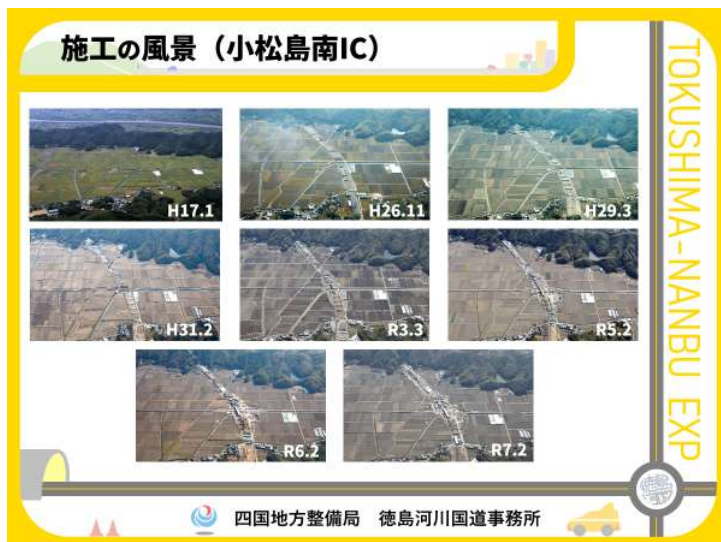 施工の風景（小松島南IC）
H17.1
H26.11
H29.3
H31.2
R3.3
R5.2
R6.2
R7.2
TOKUSHIMA-NANBU EXP
四国地方整備局　徳島河川国道事務所